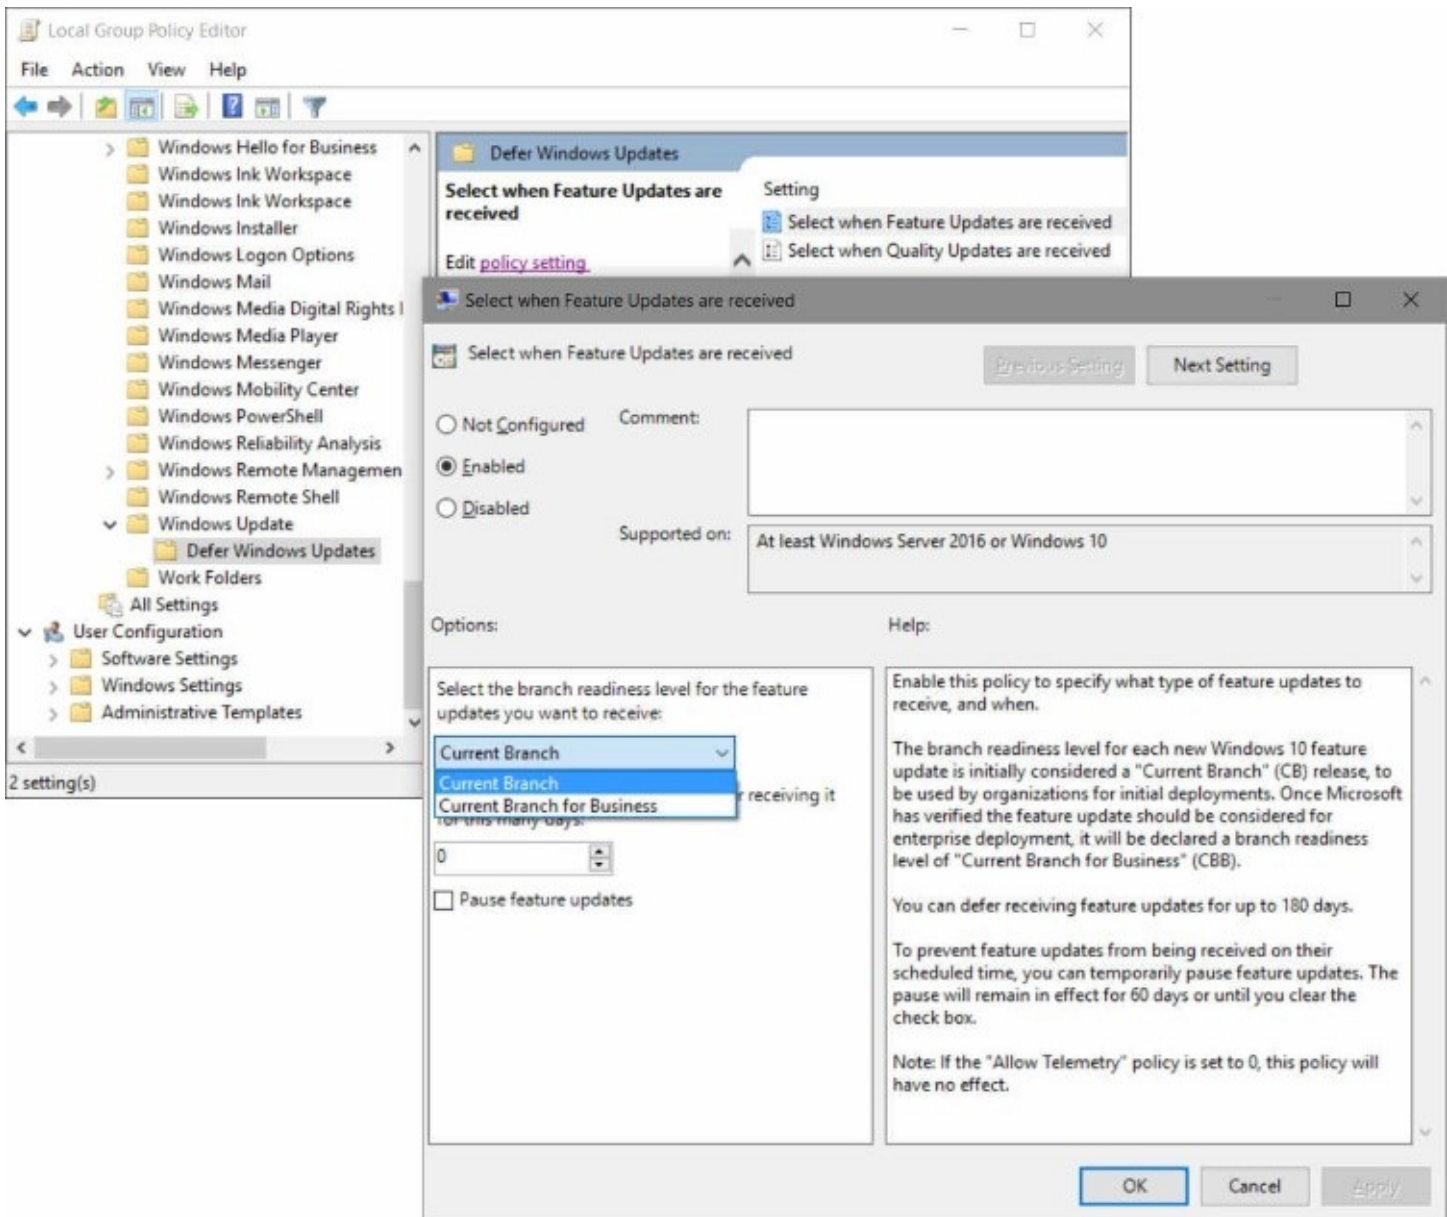 Local Group Policy Editor
File Action View Help
Windows Hello for Business
Windows Ink Workspace
Windows Ink Workspace
Windows Installer
Windows Logon Options
Windows Mail
Windows Media Digital Rights
Windows Media Player
Windows Messenger
Windows Mobility Center
Windows PowerShell
Windows Reliability Analysis
Windows Remote Managemen
Windows Remote Shell
Windows Update
Defer Windows Updates
Work Folders
All Settings
User Configuration
Software Settings
Windows Settings
Administrative Templates
2 setting(s)
Defer Windows Updates
Select when Feature Updates are
received
Edit policy setting
Setting
Select when Feature Updates are received
Select when Quality Updates are received
Select when Feature Updates are received
Select when Feature Updates are received
Previous Setting
Next Setting
Not Configured
Enabled
Disabled
Comment:
Supported on:
At least Windows Server 2016 or Windows 10
Options:
Help:
Select the branch readiness level for the feature
updates you want to receive:
Current Branch
Current Branch
Current Branch for Business
receiving it
for this many days:
0
Pause feature updates
Enable this policy to specify what type of feature updates to
receive, and when.
The branch readiness level for each new Windows 10 feature
update is initially considered a "Current Branch" (CB) release, to
be used by organizations for initial deployments. Once Microsoft
has verified the feature update should be considered for
enterprise deployment, it will be declared a branch readiness
level of "Current Branch for Business" (CBB).
You can defer receiving feature updates for up to 180 days.
To prevent feature updates from being received on their
scheduled time, you can temporarily pause feature updates. The
pause will remain in effect for 60 days or until you clear the
check box.
Note: If the "Allow Telemetry" policy is set to 0, this policy will
have no effect.
OK
Cancel
Apply